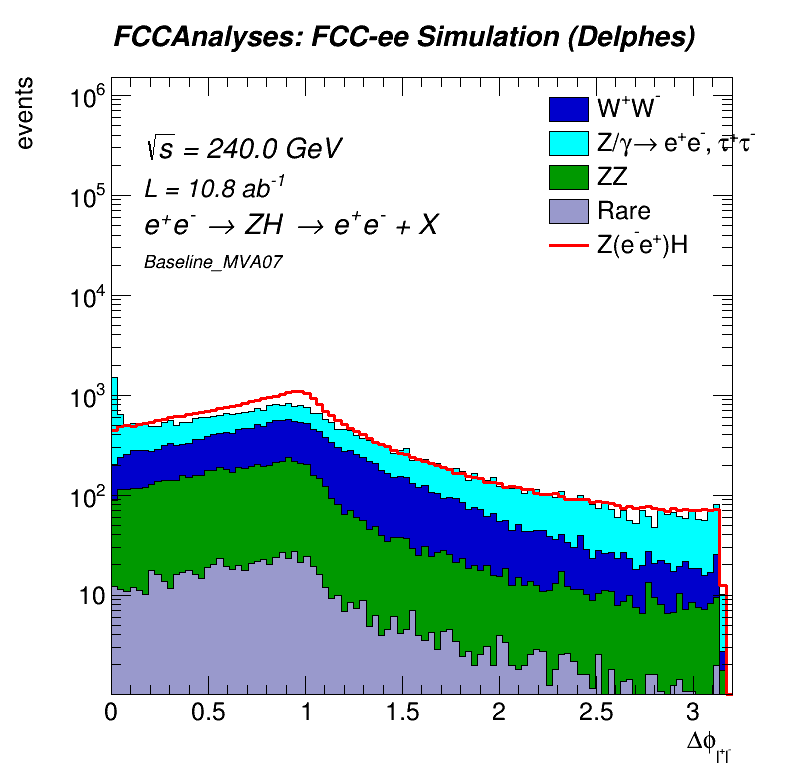 FCCAnalyses: FCC-ee Simulation (Delphes)
events
10⁶
10⁵
10⁴
10³
10²
10
√s = 240.0 GeV
L = 10.8 ab⁻¹
e⁺e⁻ → ZH → e⁺e⁻ + X
Baseline_MVA07
W⁺W⁻
Z/γ→ e⁺e⁻, τ⁺τ⁻
ZZ
Rare
Z(e⁻e⁺)H
0 0.5 1 1.5 2 2.5 3
Δϕ_l⁺l⁻